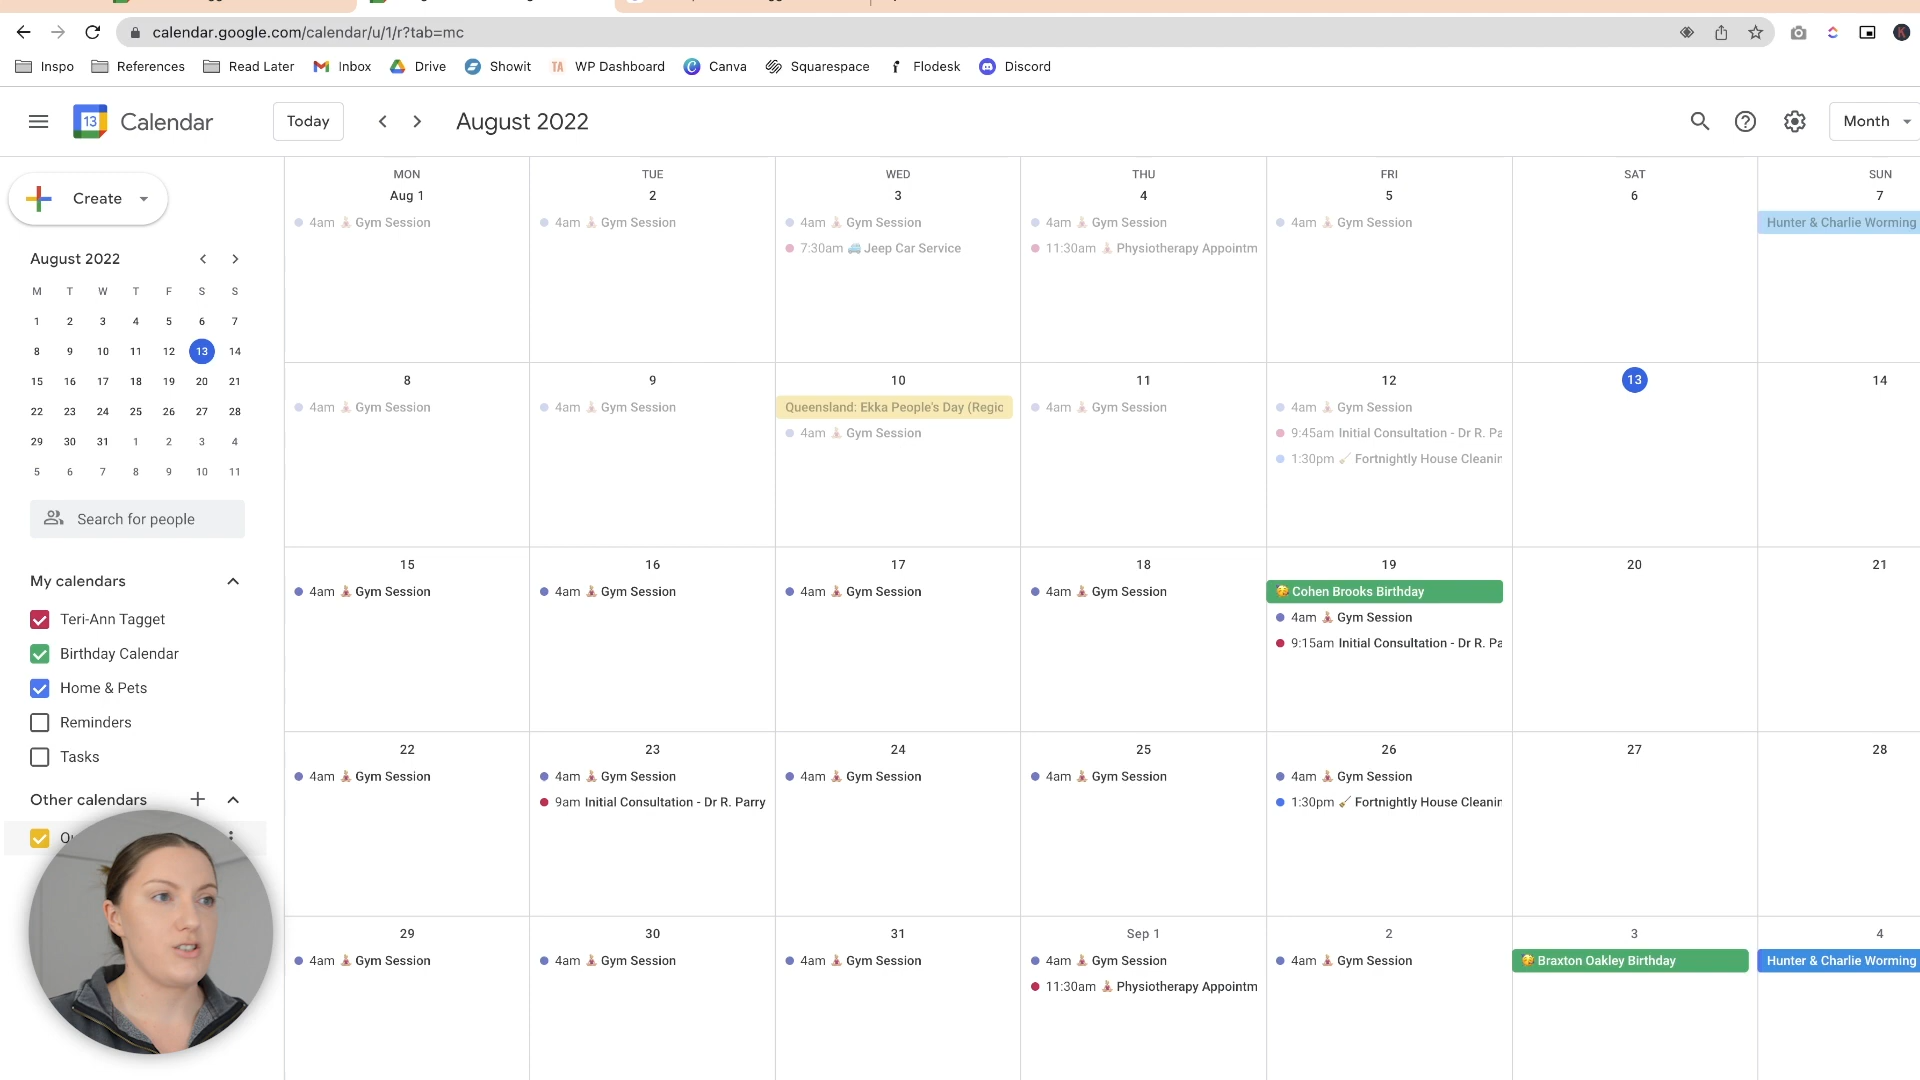 calendar.google.com/calendar/u/1/r?tab=mc
Inspo References Read Later Inbox Drive Showit WP Dashboard Canva Squarespace Flodesk Discord
13 Calendar Today August 2022 Month
Create
August 2022
M T W T F S S
1 2 3 4 5 6 7
8 9 10 11 12 13 14
15 16 17 18 19 20 21
22 23 24 25 26 27 28
29 30 31 1 2 3 4
5 6 7 8 9 10 11
Search for people
My calendars
Teri-Ann Tagget
Birthday Calendar
Home & Pets
Reminders
Tasks
Other calendars
MON TUE WED THU FRI SAT SUN
Aug 1 2 3 4 5 6 7
4am Gym Session 4am Gym Session 4am Gym Session 4am Gym Session 4am Gym Session Hunter & Charlie Worming
7:30am Jeep Car Service 11:30am Physiotherapy Appointm
8 9 10 11 12 13 14
4am Gym Session 4am Gym Session Queensland: Ekka People's Day (Regic 4am Gym Session 4am Gym Session
4am Gym Session 9:45am Initial Consultation - Dr R. Pa
1:30pm Fortnightly House Cleanin
15 16 17 18 19 20 21
4am Gym Session 4am Gym Session 4am Gym Session 4am Gym Session Cohen Brooks Birthday
4am Gym Session
9:15am Initial Consultation - Dr R. Pa
22 23 24 25 26 27 28
4am Gym Session 4am Gym Session 4am Gym Session 4am Gym Session 4am Gym Session
9am Initial Consultation - Dr R. Parry 1:30pm Fortnightly House Cleanin
29 30 31 Sep 1 2 3 4
4am Gym Session 4am Gym Session 4am Gym Session 4am Gym Session 4am Gym Session Braxton Oakley Birthday Hunter & Charlie Worming
11:30am Physiotherapy Appointm